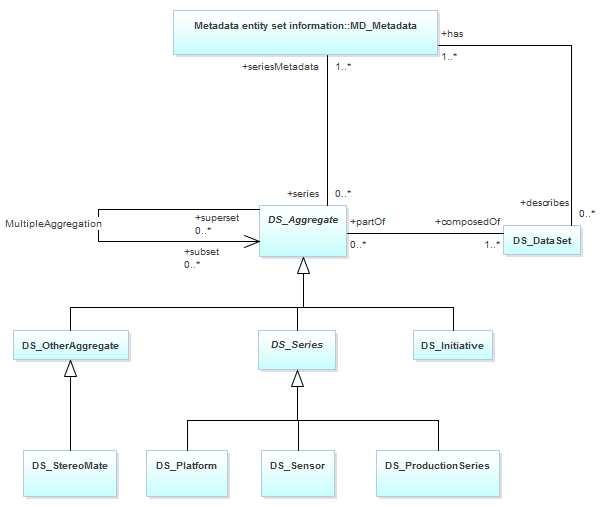 Metadata entity set information::MD_Metadata
+has
1..*
+seriesMetadata
1..*
+series
0..*
+describes
0..*
MultipleAggregation
+superset
0..*
+subset
0..*
DS_Aggregate
+partOf
0..*
+composedOf
1..*
DS_DataSet
DS_OtherAggregate
DS_Series
DS_Initiative
DS_StereoMate
DS_Platform
DS_Sensor
DS_ProductionSeries